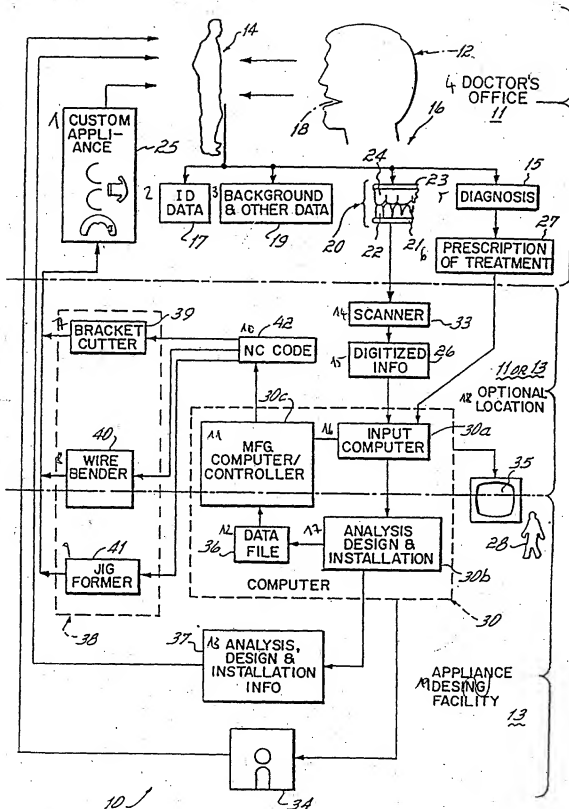 14
12
4 DOCTOR'S
OFFICE
11
18
16
1 CUSTOM
APPLI-
ANCE
25
2 ID
DATA
17
3 BACKGROUND
& OTHER DATA
19
24
23
20
22
21
6
5
15
DIAGNOSIS
27
PRESCRIPTION
OF TREATMENT
14 SCANNER
33
15 DIGITIZED
INFO
26
7
BRACKET
CUTTER
39
10
42
NC CODE
30c
11 OR 13
18 OPTIONAL
LOCATION
11
MFG.
COMPUTER/
CONTROLLER
16 INPUT
COMPUTER
30a
8
40
WIRE
BENDER
35
28
12 DATA
FILE
36
17
ANALYSIS
DESIGN &
INSTALLATION
30b
9
41
JIG
FORMER
COMPUTER
30
38
37
13 ANALYSIS,
DESIGN &
INSTALLATION
INFO
19 APPLIANCE
DESING
FACILITY
13
10
34